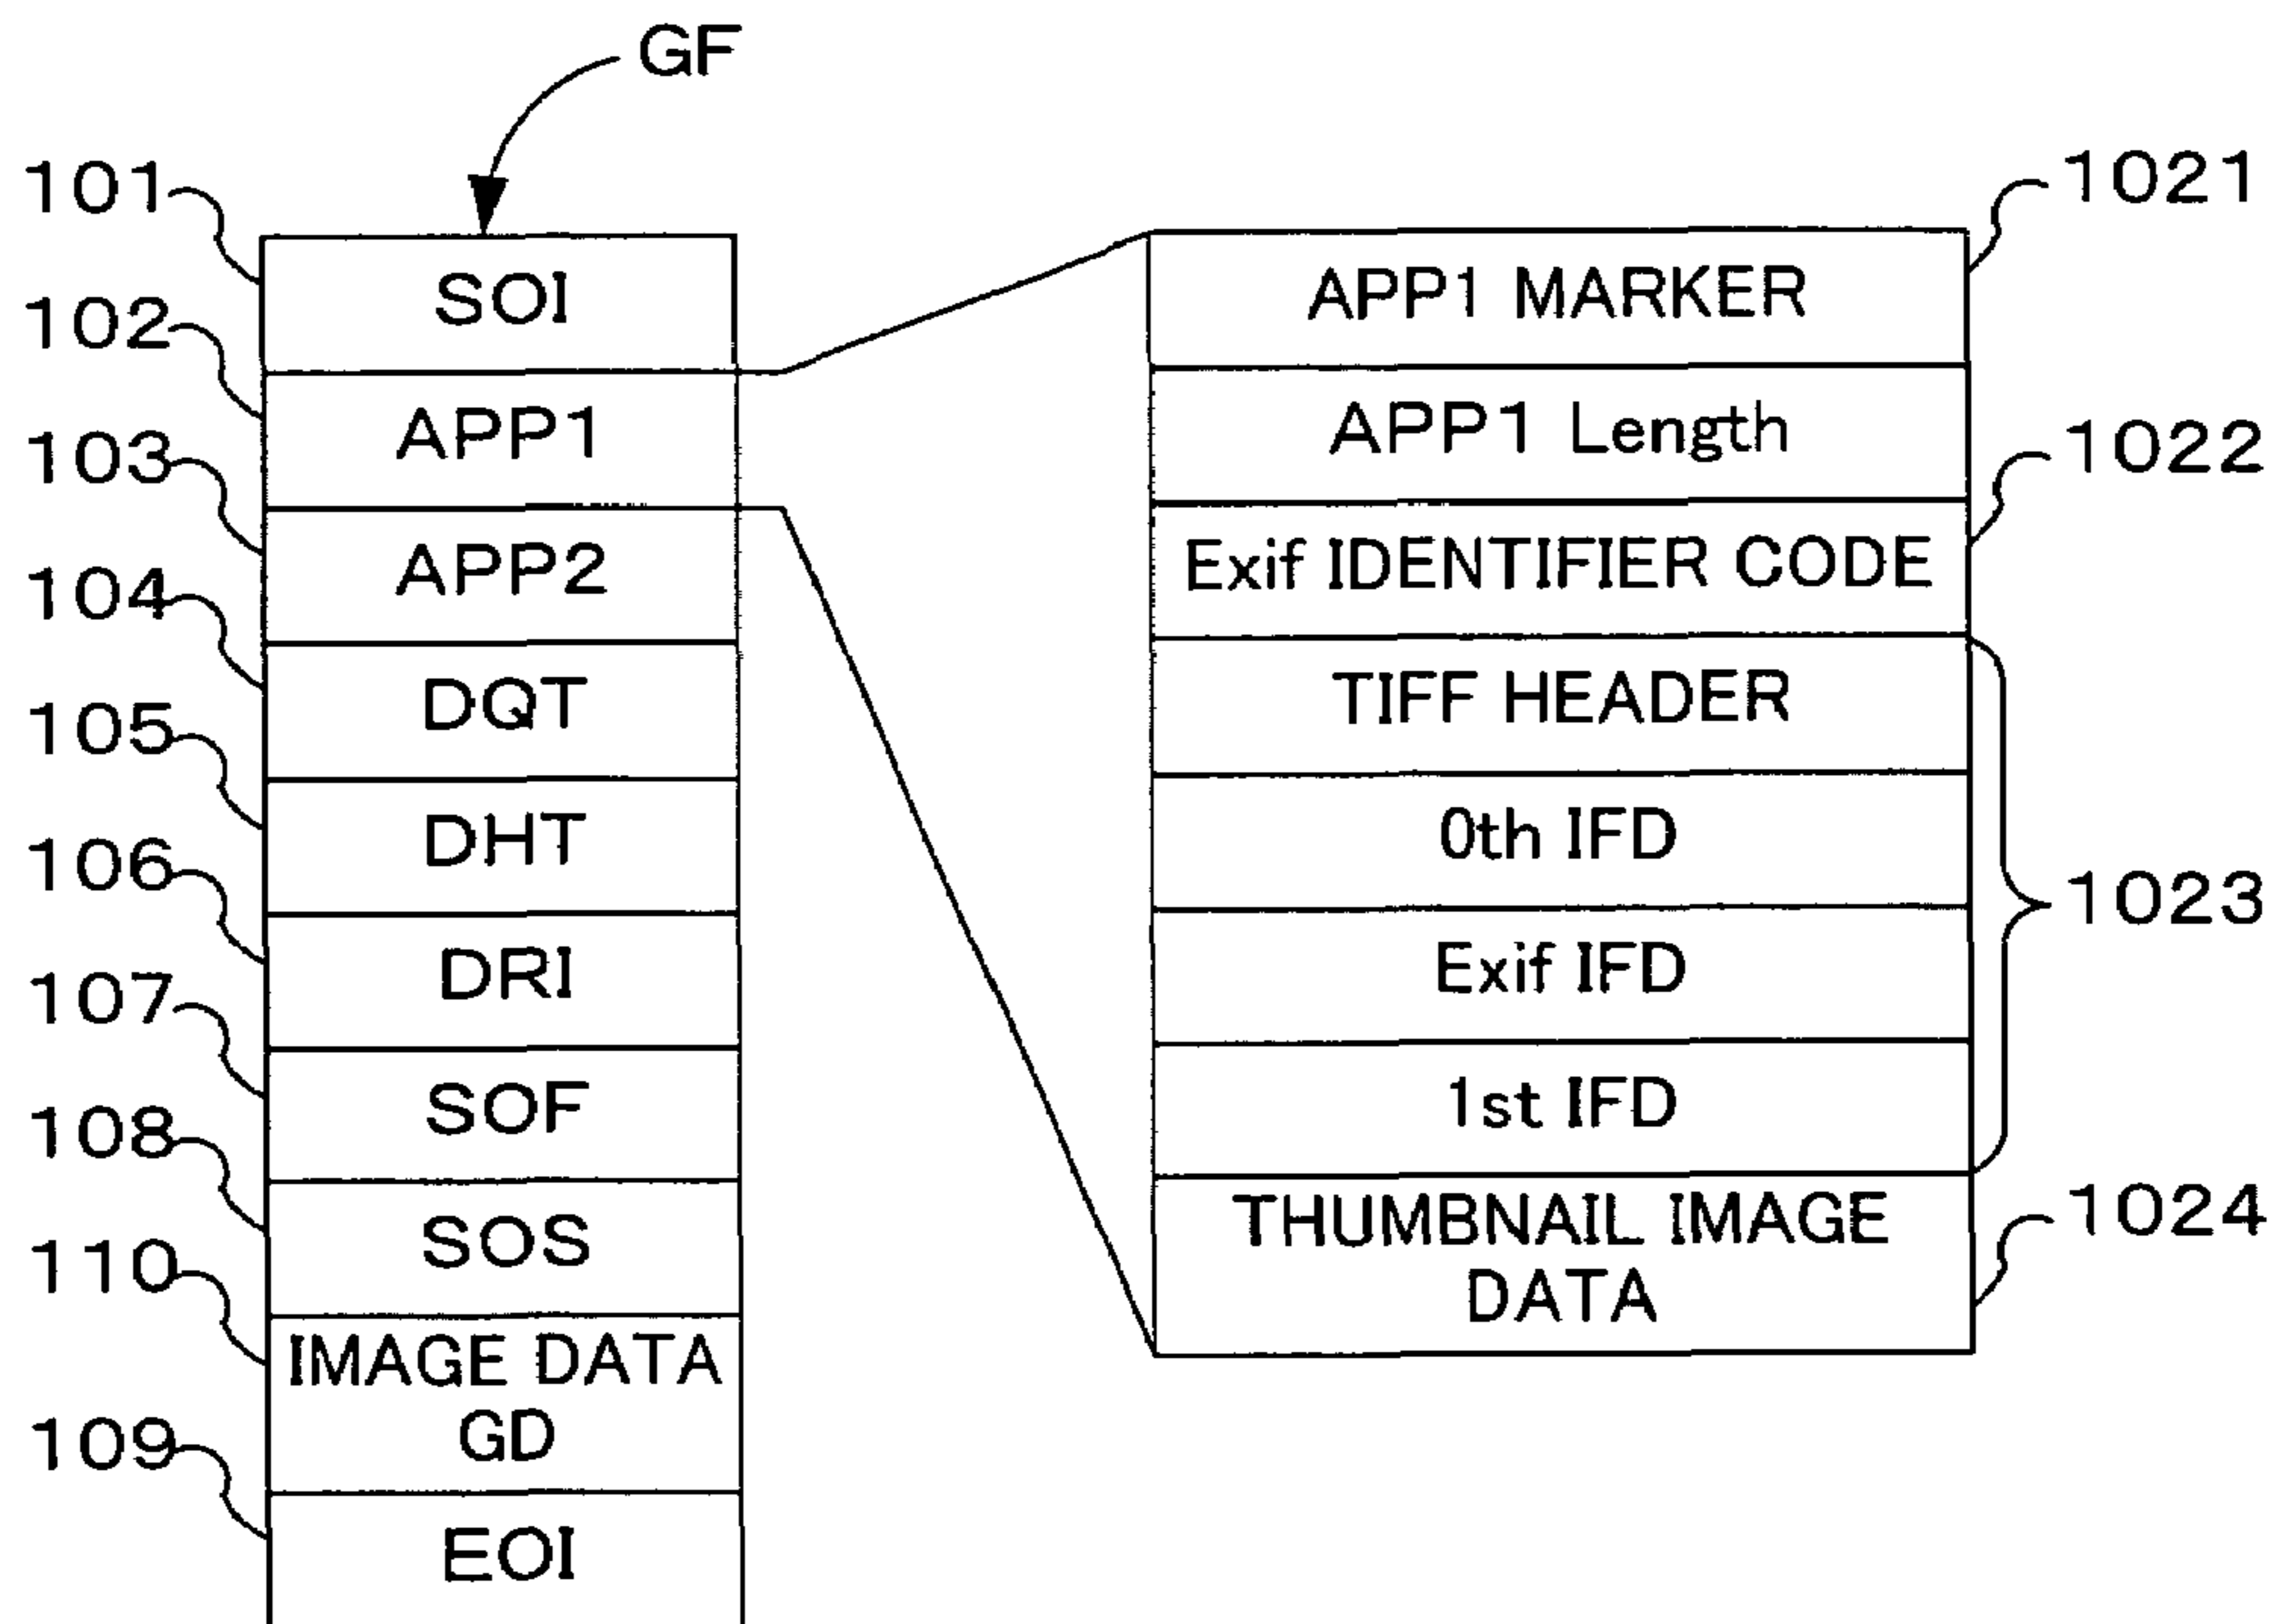 GF
101
SOI
102
APP1
103
APP2
104
DQT
105
DHT
106
DRI
107
SOF
108
SOS
110
IMAGE DATA
GD
109
EOI
1021
APP1 MARKER
APP1 Length
1022
Exif IDENTIFIER CODE
TIFF HEADER
0th IFD
Exif IFD
1st IFD
1023
THUMBNAIL IMAGE
DATA
1024